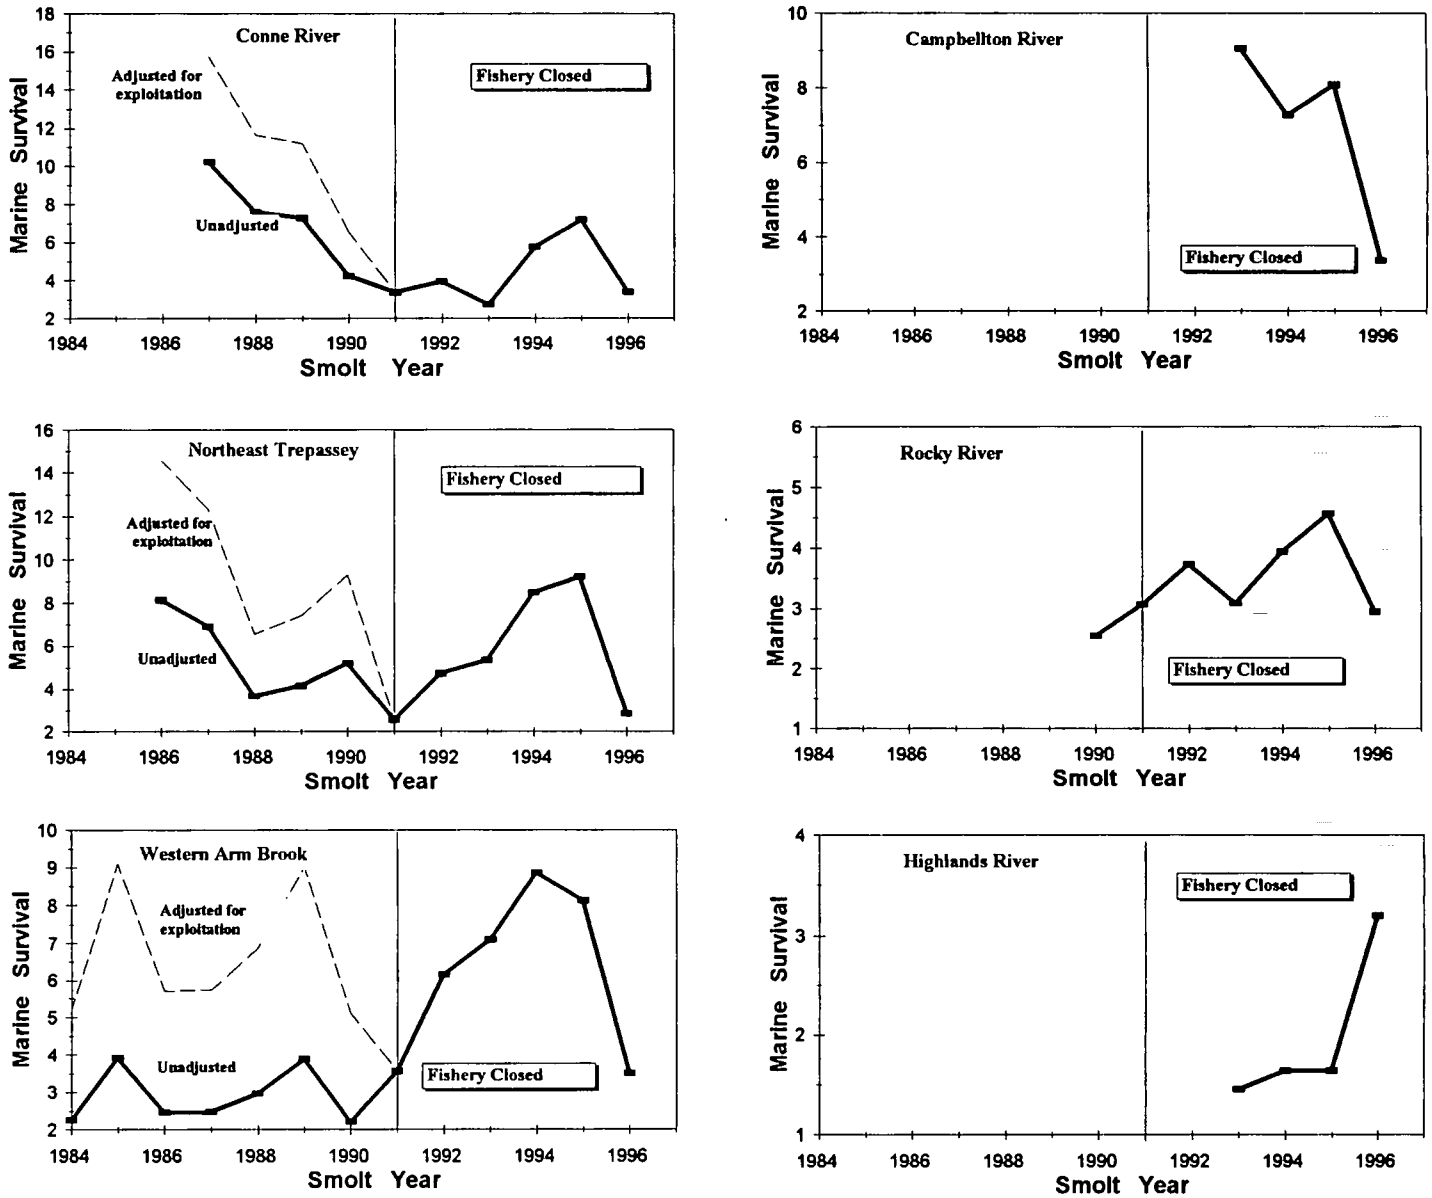 18
16
14
12
10
8
6
4
2
Marine Survival
Conne River
Adjusted for
exploitation
Unadjusted
Fishery Closed
1984 1986 1988 1990 1992 1994 1996
Smolt Year
10
8
6
4
2
Marine Survival
Campbellton River
Fishery Closed
1984 1986 1988 1990 1992 1994 1996
Smolt Year
16
14
12
10
8
6
4
2
Marine Survival
Northeast Trepassey
Adjusted for
exploitation
Unadjusted
Fishery Closed
1984 1986 1988 1990 1992 1994 1996
Smolt Year
6
5
4
3
2
1
Marine Survival
Rocky River
Fishery Closed
1984 1986 1988 1990 1992 1994 1996
Smolt Year
10
9
8
7
6
5
4
3
2
Marine Survival
Western Arm Brook
Adjusted for
exploitation
Unadjusted
Fishery Closed
1984 1986 1988 1990 1992 1994 1996
Smolt Year
4
3
2
1
Marine Survival
Highlands River
Fishery Closed
1984 1986 1988 1990 1992 1994 1996
Smolt Year